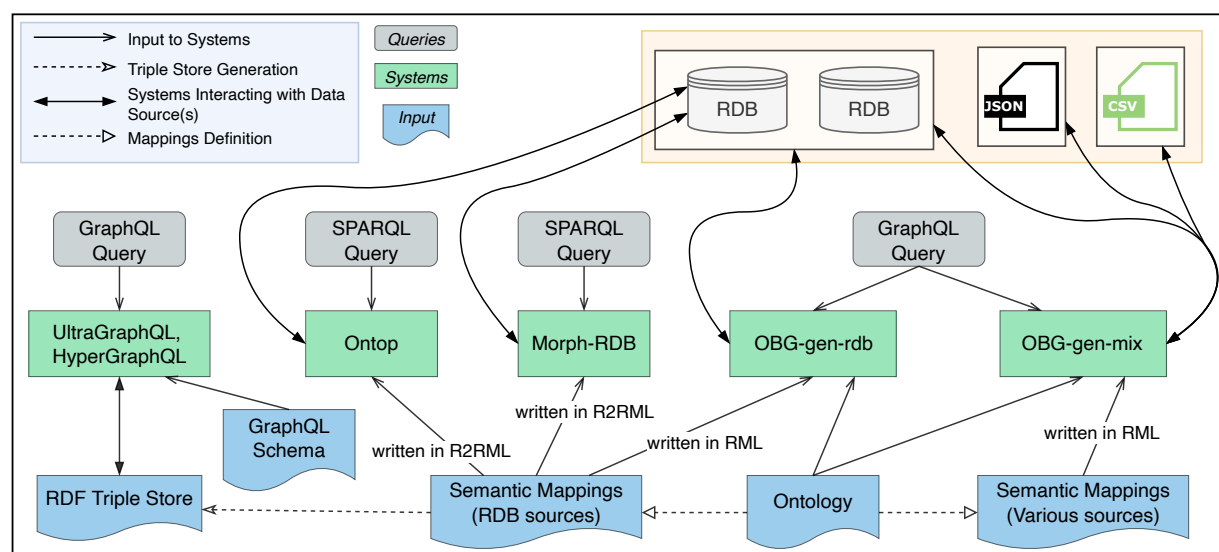 Input to Systems
Triple Store Generation
Systems Interacting with Data
Source(s)
Mappings Definition
Queries
Systems
Input
RDB
RDB
JSON
CSV
GraphQL
Query
SPARQL
Query
SPARQL
Query
GraphQL
Query
UltraGraphQL,
HyperGraphQL
Ontop
Morph-RDB
OBG-gen-rdb
OBG-gen-mix
GraphQL
Schema
written in R2RML
written in R2RML
written in RML
written in RML
RDF Triple Store
Semantic Mappings
(RDB sources)
Ontology
Semantic Mappings
(Various sources)